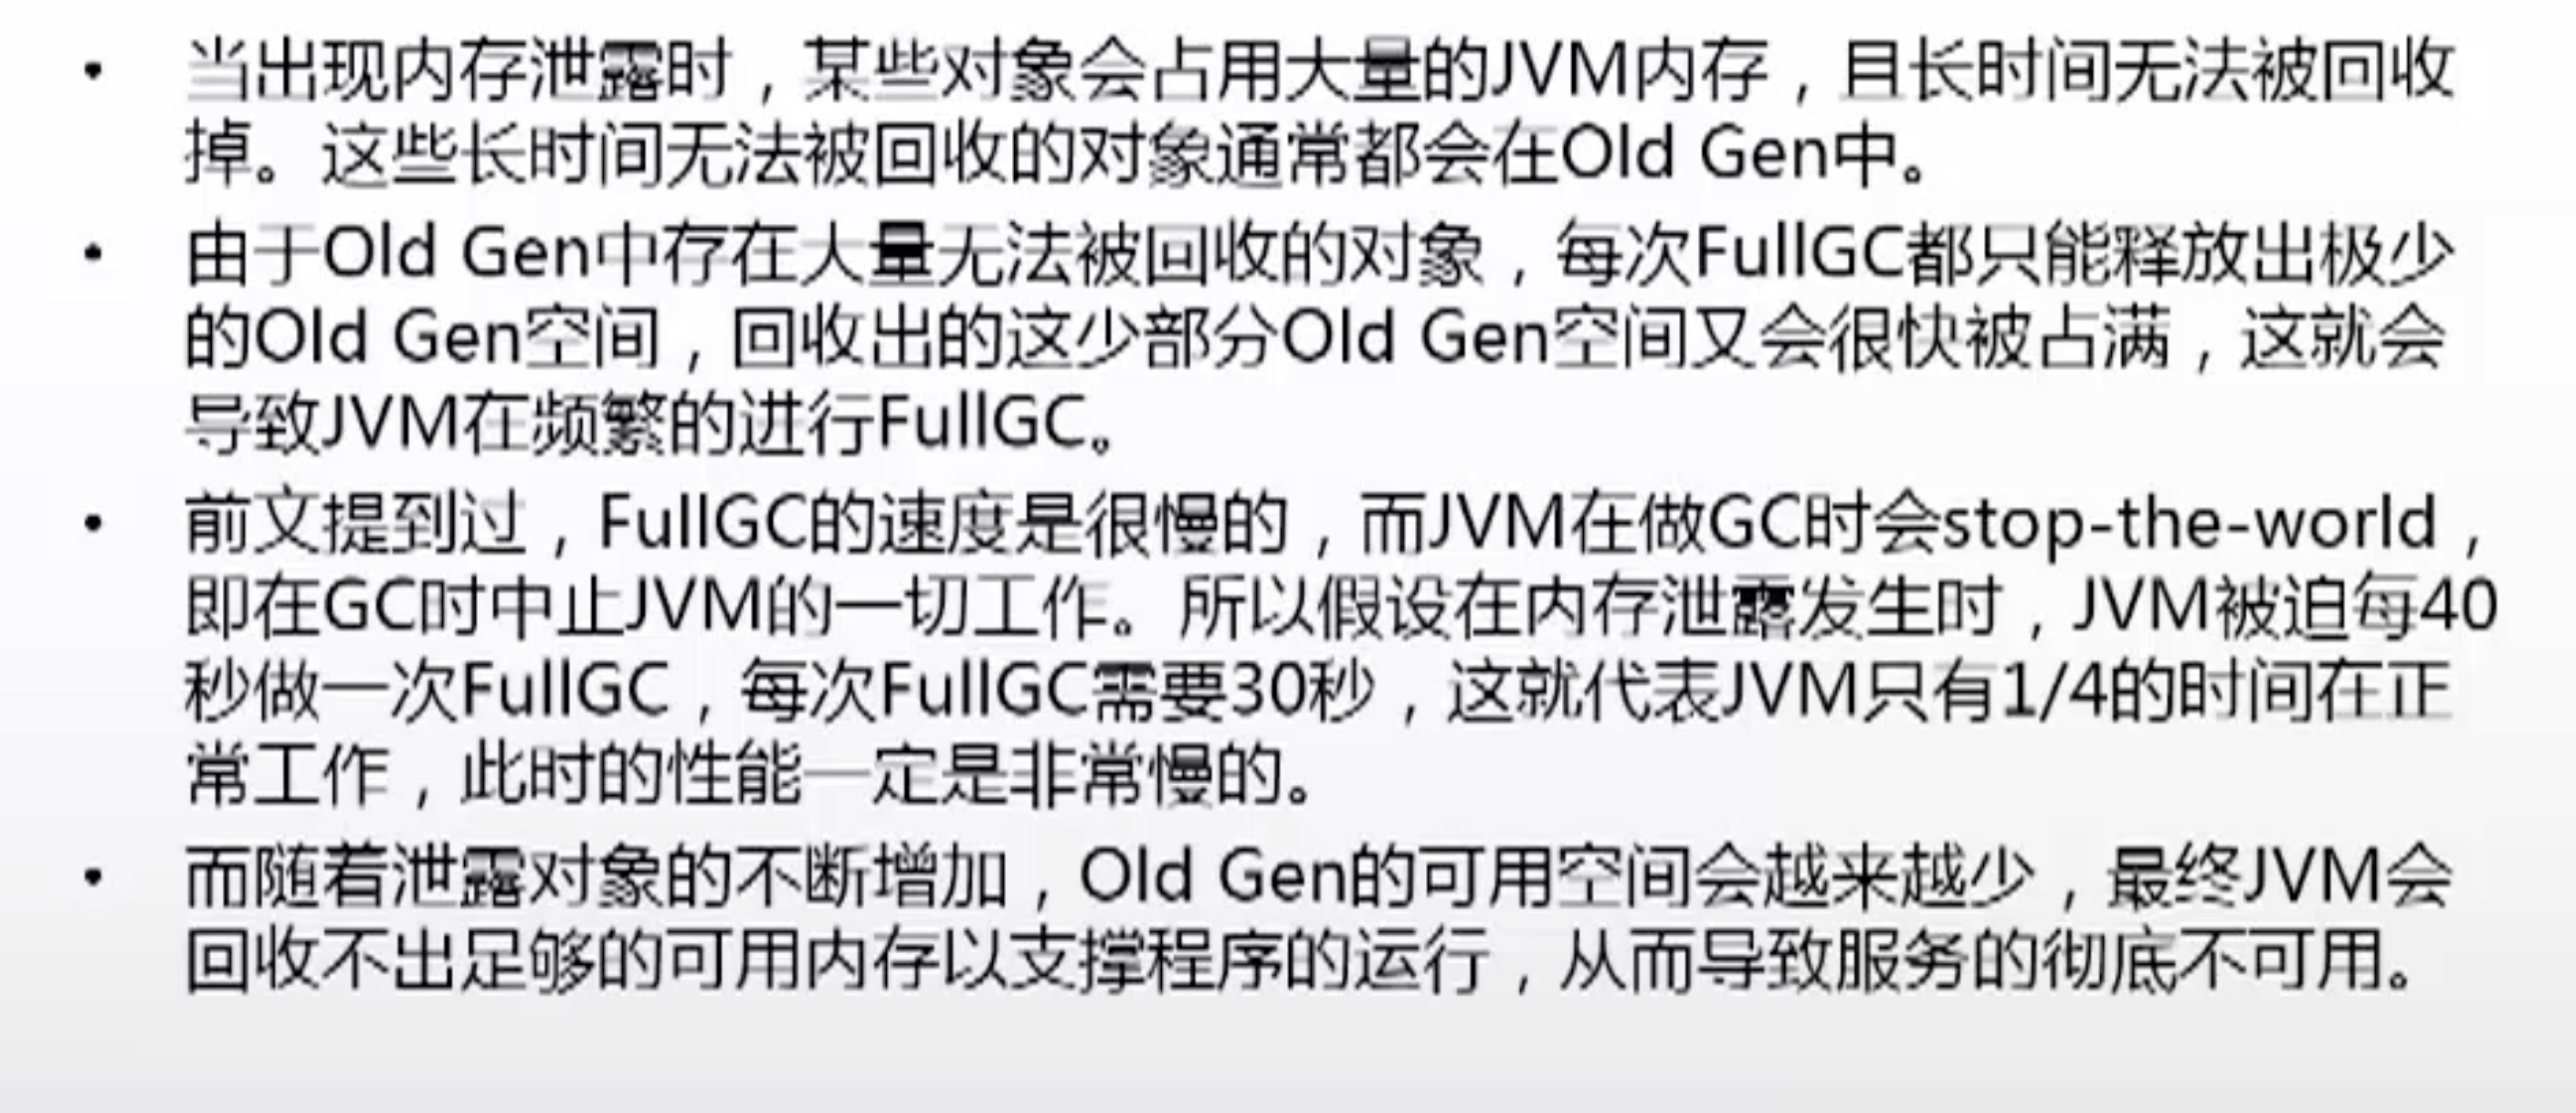 • 当出现内存泄露时，某些对象会占用大量的JVM内存，且长时间无法被回收
掉。这些长时间无法被回收的对象通常都会在Old Gen中。
• 由于Old Gen中存在大量无法被回收的对象，每次FullGC都只能释放出极少
的Old Gen空间，回收出的这少部分Old Gen空间又会很快被占满，这就会
导致JVM在频繁的进行FullGC。
• 前文提到过，FullGC的速度是很慢的，而JVM在做GC时会stop-the-world，
即在GC时中止JVM的一切工作。所以假设在内存泄露发生时，JVM被迫每40
秒做一次FullGC，每次FullGC需要30秒，这就代表JVM只有1/4的时间在正
常工作，此时的性能一定是非常慢的。
• 而随着泄露对象的不断增加，Old Gen的可用空间会越来越少，最终JVM会
回收不出足够的可用内存以支撑程序的运行，从而导致服务的彻底不可用。